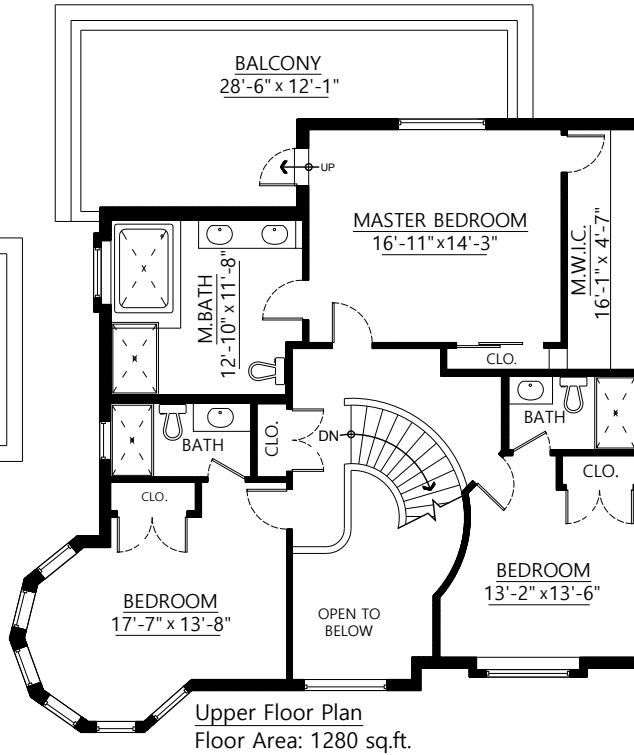 BALCONY
28'-6" x 12'-1"
UP
MASTER BEDROOM
16'-11"x14'-3"
M.W.I.C.
16'-1" x 4'-7"
M.BATH
12'-10" x 11'-8"
CLO.
BATH
CLO.
DN
BATH
CLO.
CLO.
BEDROOM
17'-7" x 13'-8"
OPEN TO
BELOW
BEDROOM
13'-2" x13'-6"
Upper Floor Plan
Floor Area: 1280 sq.ft.